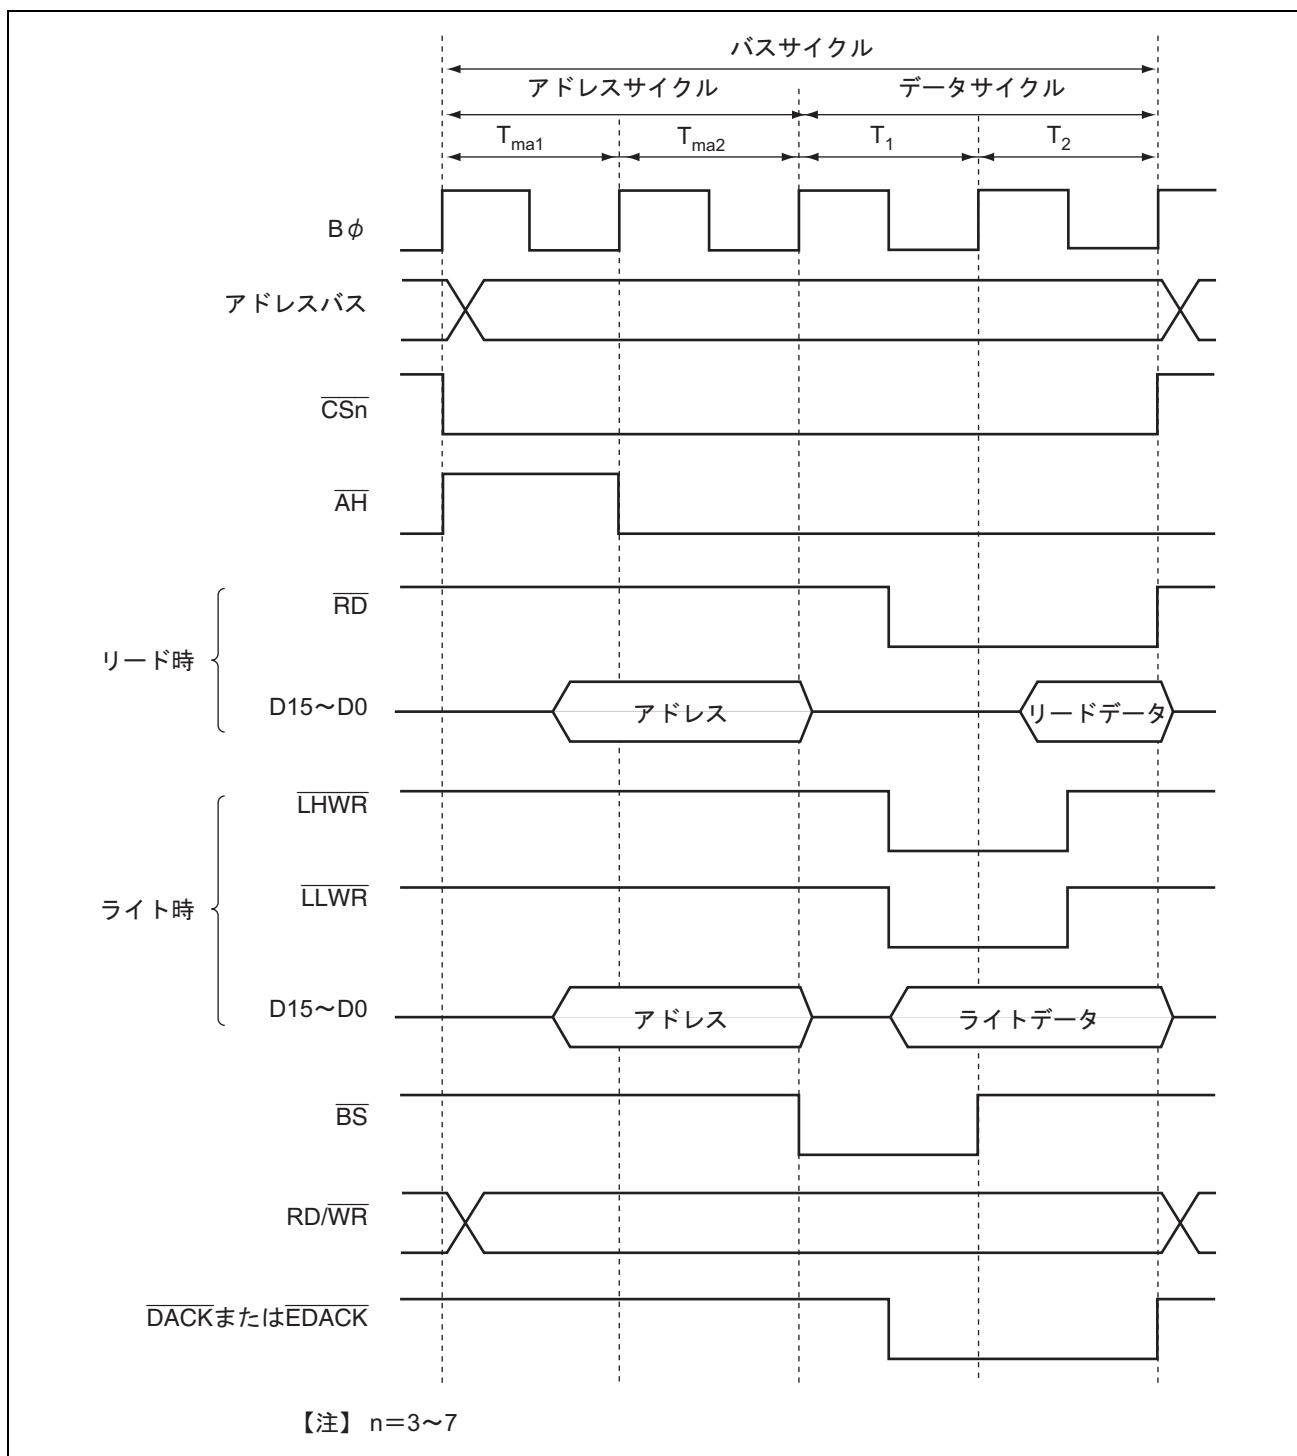 バスサイクル
アドレスサイクル データサイクル
Tma1 Tma2 T1 T2
Bφ
アドレスバス
CSn
AH
RD
リード時
D15～D0 アドレス リードデータ
LHWR
LLWR
ライト時
D15～D0 アドレス ライトデータ
BS
RD/WR
DACKまたはEDACK
【注】 n＝3～7